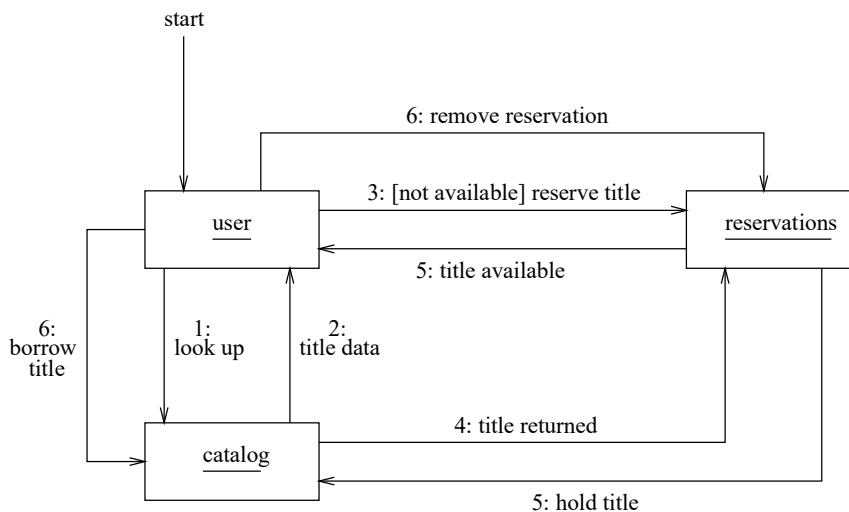 start
6: remove reservation
3: [not available] reserve title
user
reservations
5: title available
6:
borrow
title
1:
look up
2:
title data
4: title returned
catalog
5: hold title